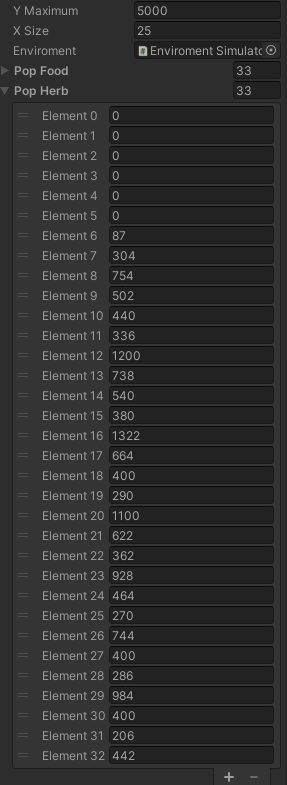 Y Maximum 5000
X Size 25
Enviroment Enviroment Simulato
Pop Food 33
Pop Herb 33
Element 0 0
Element 1 0
Element 2 0
Element 3 0
Element 4 0
Element 5 0
Element 6 87
Element 7 304
Element 8 754
Element 9 502
Element 10 440
Element 11 336
Element 12 1200
Element 13 738
Element 14 540
Element 15 380
Element 16 1322
Element 17 664
Element 18 400
Element 19 290
Element 20 1100
Element 21 622
Element 22 362
Element 23 928
Element 24 464
Element 25 270
Element 26 744
Element 27 400
Element 28 286
Element 29 984
Element 30 400
Element 31 206
Element 32 442
+ −